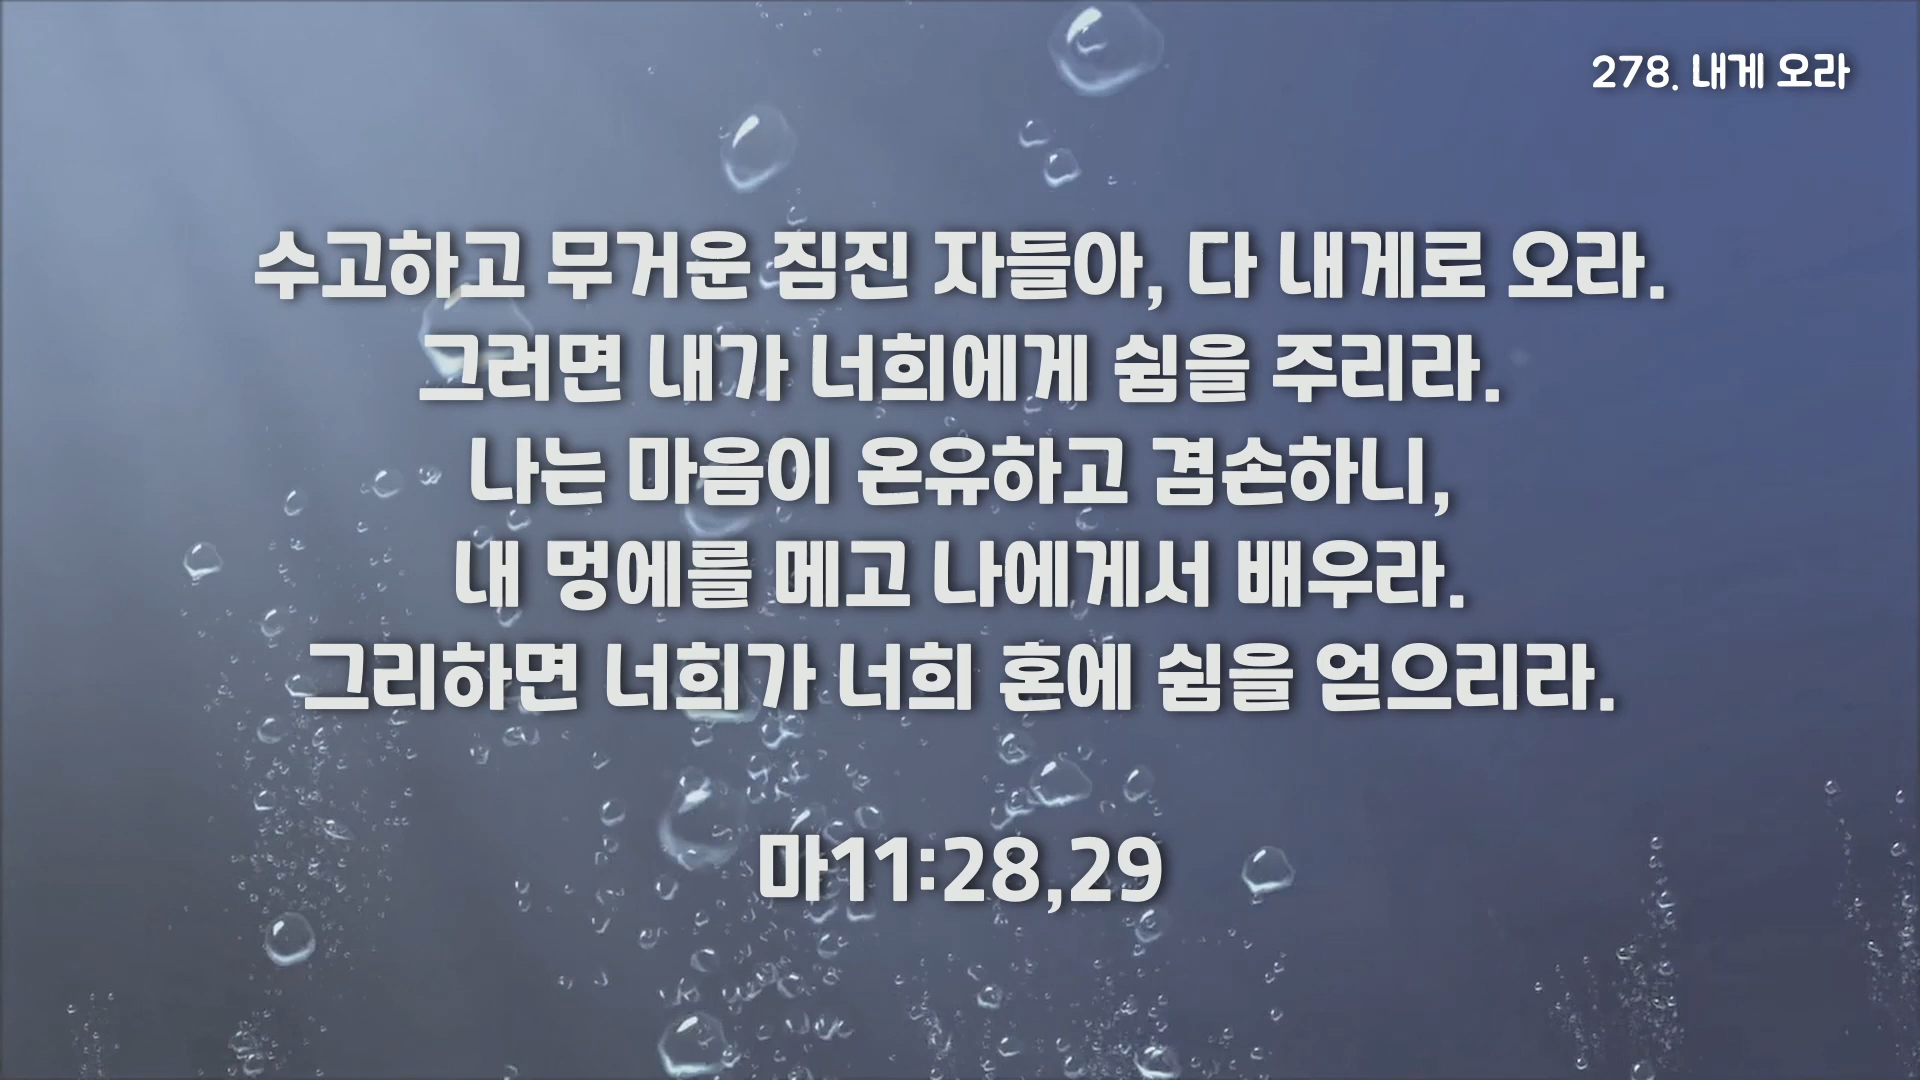 278. 내게 오라
수고하고 무거운 짐진 자들아, 다 내게로 오라.
그러면 내가 너희에게 쉼을 주리라.
나는 마음이 온유하고 겸손하니,
내 멍에를 메고 나에게서 배우라.
그리하면 너희가 너희 혼에 쉼을 얻으리라.
마11:28,29